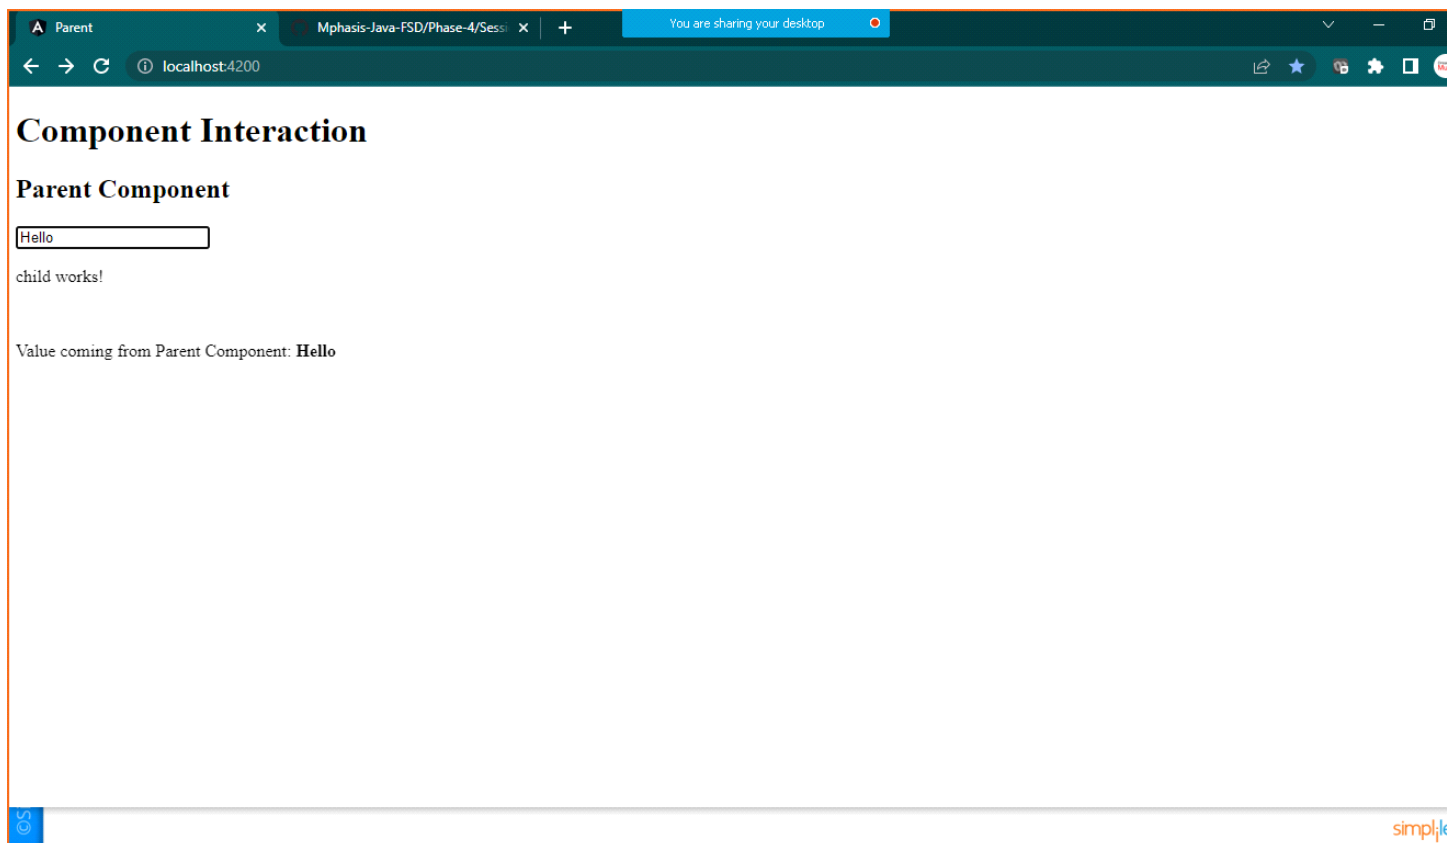 Parent
Mphasis-Java-FSD/Phase-4/Sessi
You are sharing your desktop
localhost:4200
Component Interaction
Parent Component
Hello
child works!
Value coming from Parent Component: Hello
©S
simplile